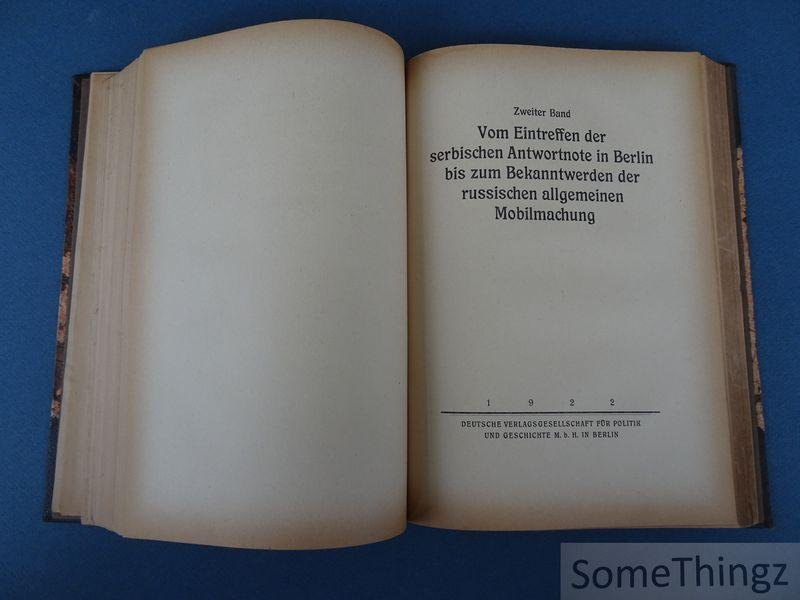 Zweiter Band
Vom Eintreffen der
serbischen Antwortnote in Berlin
bis zum Bekanntwerden der
russischen allgemeinen
Mobilmachung
1 9 2 2
DEUTSCHE VERLAGSGESELLSCHAFT FÜR POLITIK
UND GESCHICHTE M. b. H. IN BERLIN
SomeThingz